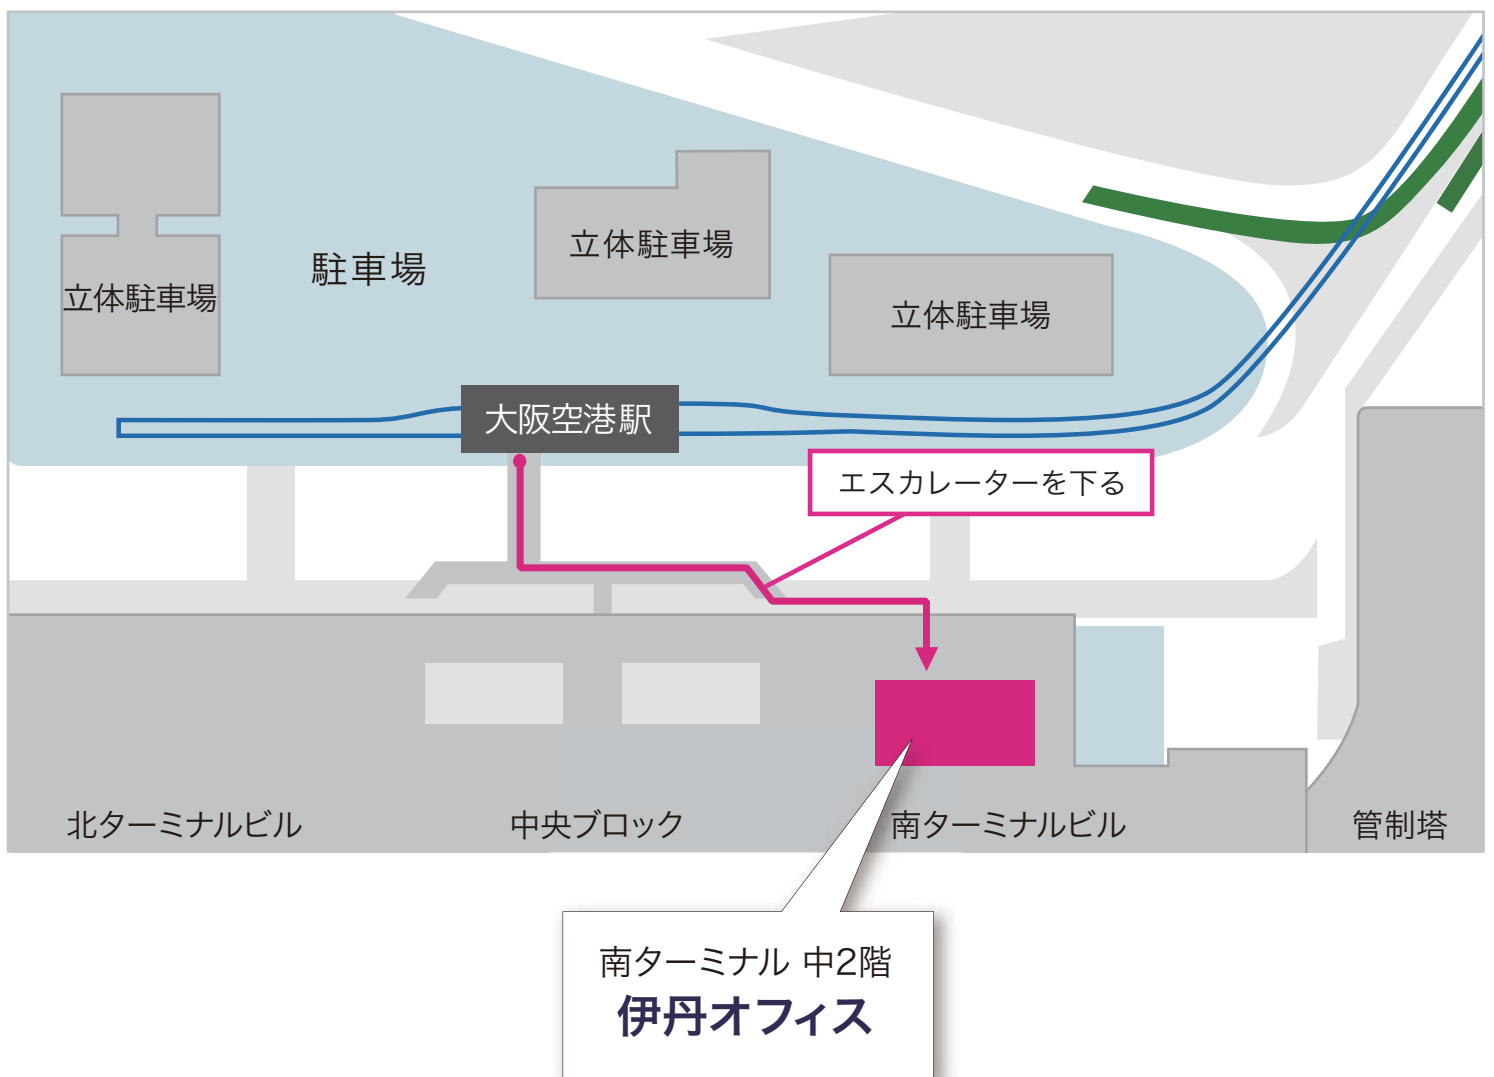 立体駐車場
駐車場
立体駐車場
立体駐車場
大阪空港駅
エスカレーターを下る
北ターミナルビル
中央ブロック
南ターミナルビル
管制塔
南ターミナル 中2階
伊丹オフィス